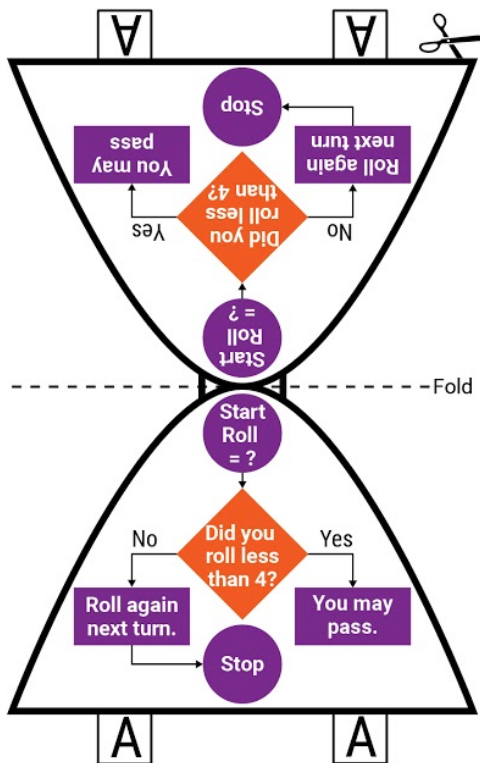 A
A
Stop
You may
pass
Roll again
next turn
Did you
roll less
than 4?
Yes
No
Start
Roll
= ?
Fold
Start
Roll
= ?
No
Did you
roll less
than 4?
Yes
Roll again
next turn.
You may
pass.
Stop
A
A